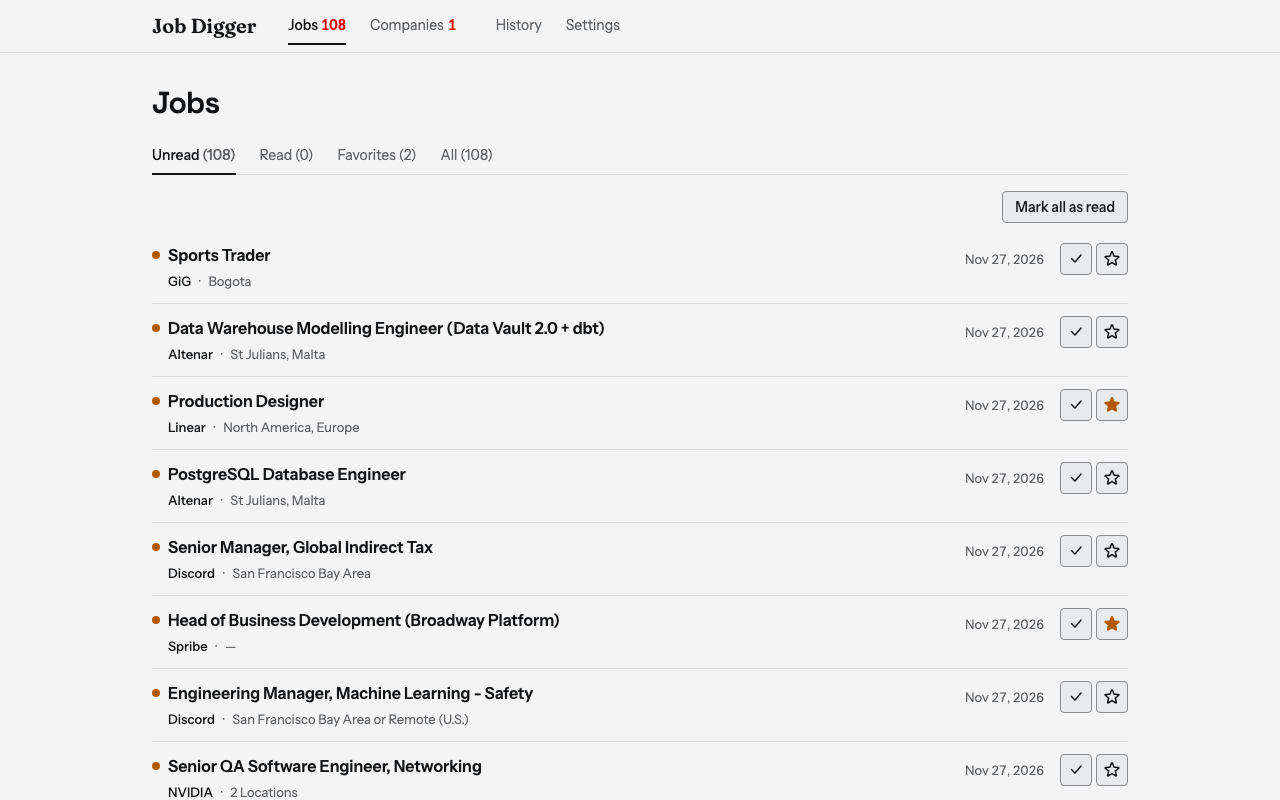 Job Digger Jobs 108 Companies 1 History Settings
Jobs
Unread (108) Read (0) Favorites (2) All (108)
Mark all as read
Sports Trader Nov 27, 2026
GiG · Bogota
Data Warehouse Modelling Engineer (Data Vault 2.0 + dbt) Nov 27, 2026
Altenar · St Julians, Malta
Production Designer Nov 27, 2026
Linear · North America, Europe
PostgreSQL Database Engineer Nov 27, 2026
Altenar · St Julians, Malta
Senior Manager, Global Indirect Tax Nov 27, 2026
Discord · San Francisco Bay Area
Head of Business Development (Broadway Platform) Nov 27, 2026
Spribe · —
Engineering Manager, Machine Learning - Safety Nov 27, 2026
Discord · San Francisco Bay Area or Remote (U.S.)
Senior QA Software Engineer, Networking Nov 27, 2026
NVIDIA · 2 Locations